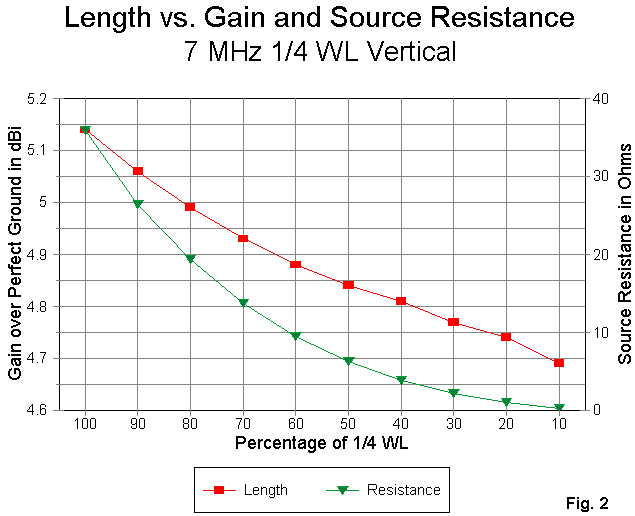 Length vs. Gain and Source Resistance
7 MHz 1/4 WL Vertical
Gain over Perfect Ground in dBi
5.2
5.1
5
4.9
4.8
4.7
4.6
40
30
20
10
0
Source Resistance in Ohms
100 90 80 70 60 50 40 30 20 10
Percentage of 1/4 WL
Length Resistance
Fig. 2